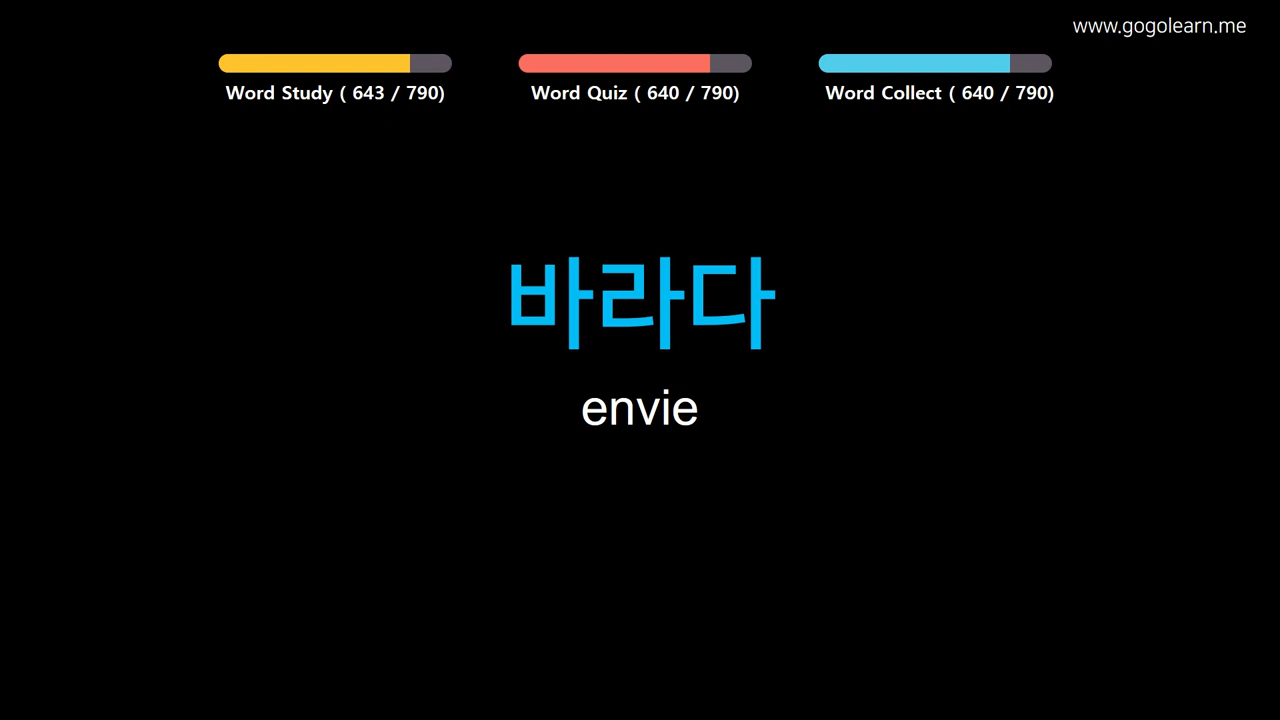 www.gogolearn.me
Word Study ( 643 / 790)
Word Quiz ( 640 / 790)
Word Collect ( 640 / 790)
바라다
envie